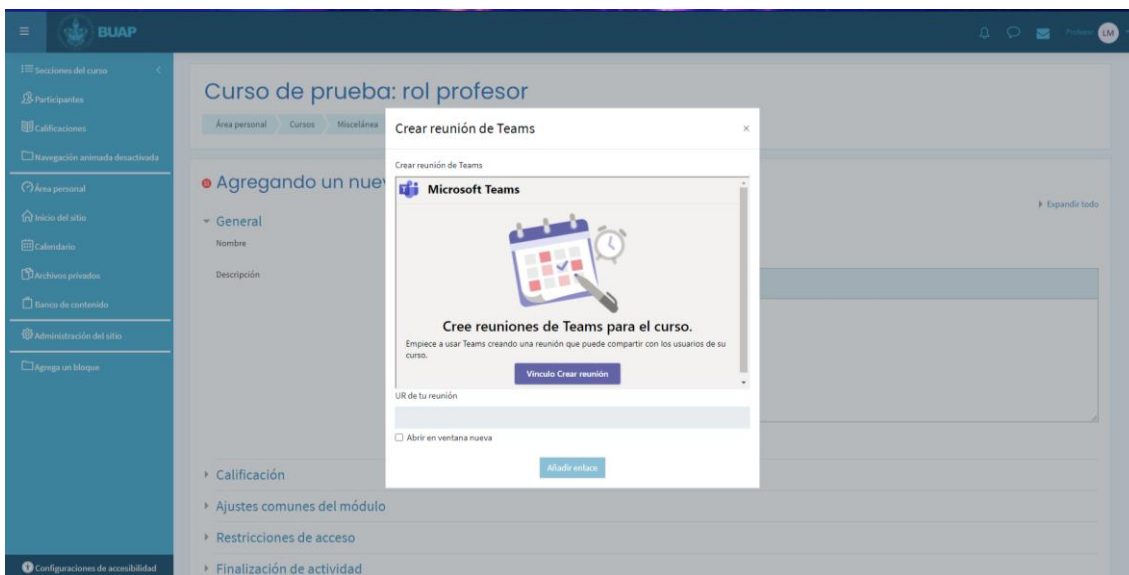 BUAP
Profesor
LM
Secciones del curso
Participantes
Calificaciones
Navegación animada desactivada
Área personal
Inicio del sitio
Calendario
Archivos privados
Banco de contenido
Administración del sitio
Agrega un bloque
Configuraciones de accesibilidad
Curso de prueba: rol profesor
Área personal Cursos Miscelánea
Agregando un nuev
Expandir todo
General
Nombre
Descripción
Calificación
Ajustes comunes del módulo
Restricciones de acceso
Finalización de actividad
Crear reunión de Teams ×
Crear reunión de Teams
Microsoft Teams
Cree reuniones de Teams para el curso.
Empiece a usar Teams creando una reunión que puede compartir con los usuarios de su
curso.
Vínculo Crear reunión
UR de tu reunión
Abrir en ventana nueva
Añadir enlace